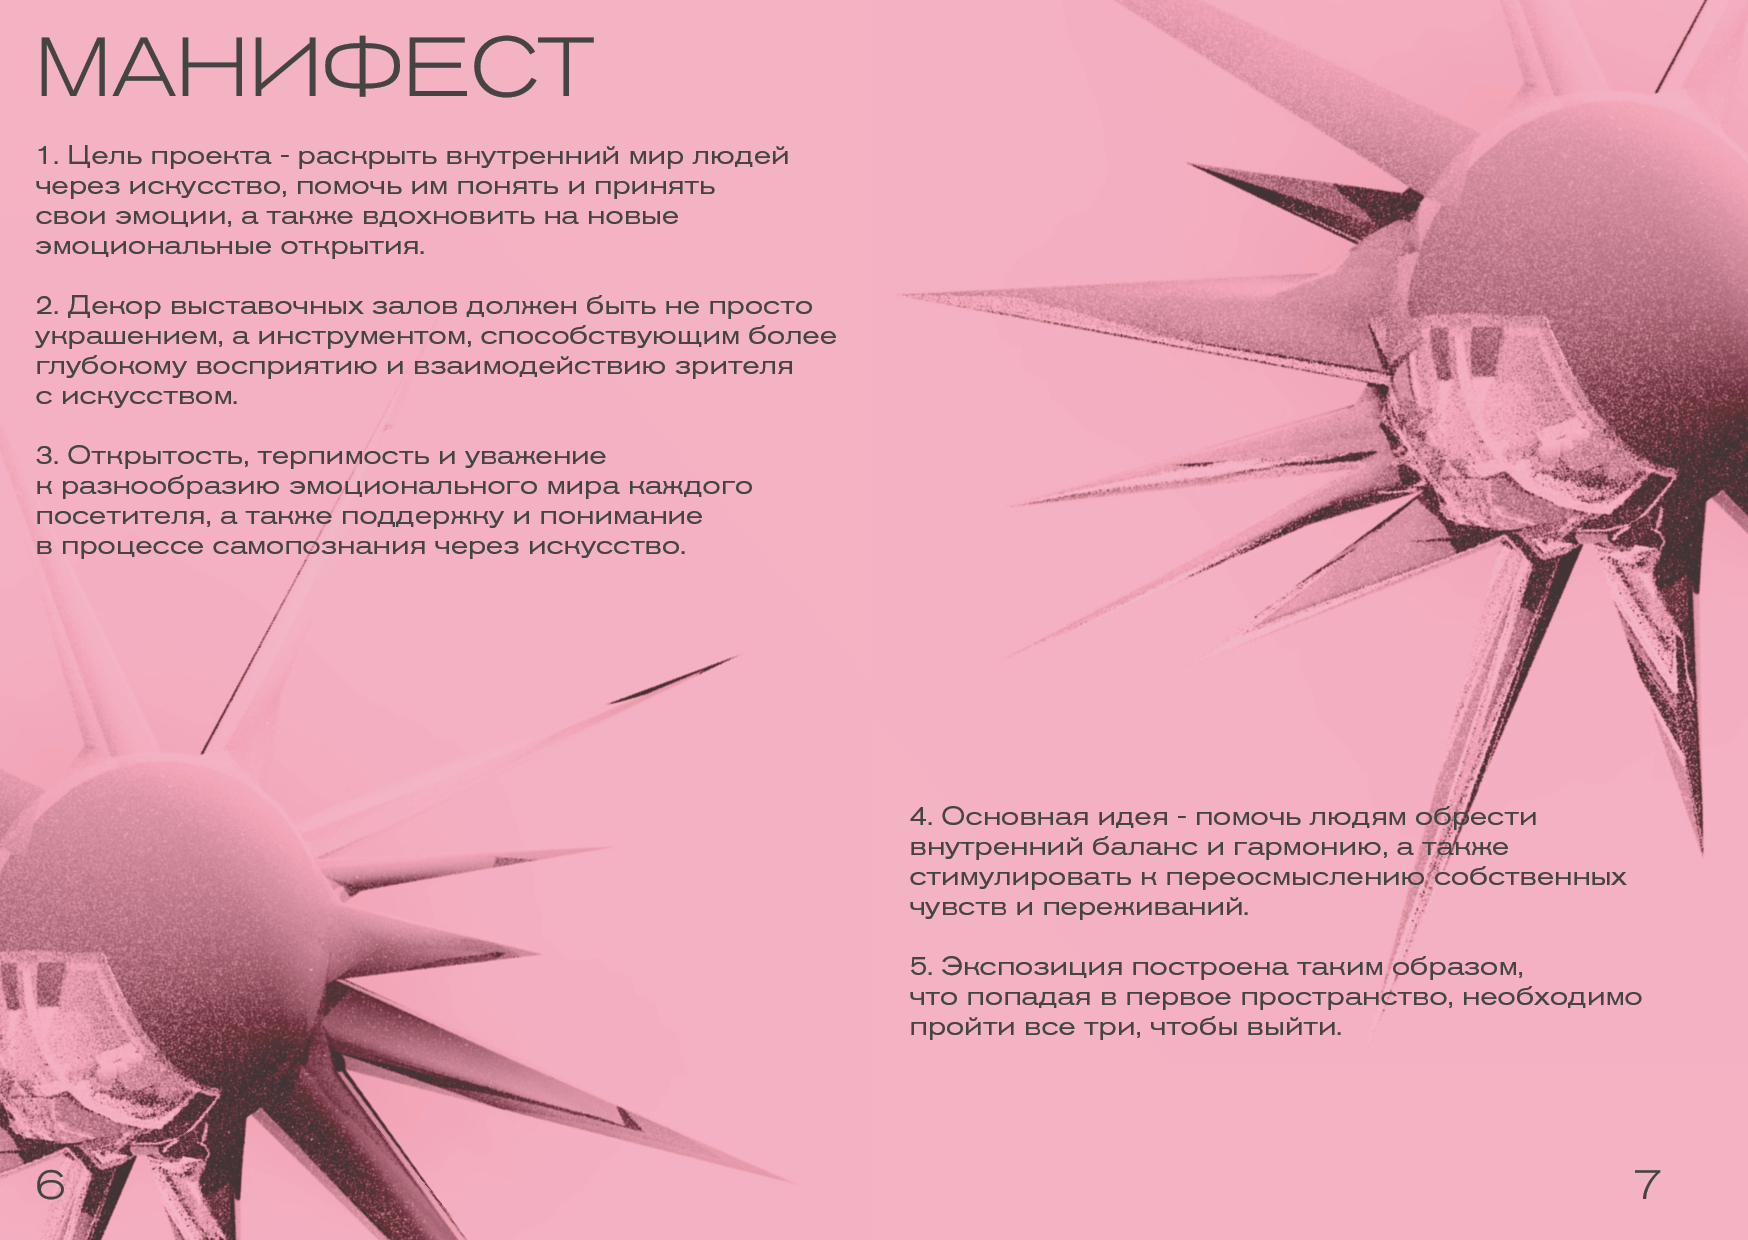 МАНИФЕСТ
1. Цель проекта - раскрыть внутренний мир людей
через искусство, помочь им понять и принять
свои эмоции, а также вдохновить на новые
эмоциональные открытия.
2. Декор выставочных залов должен быть не просто
украшением, а инструментом, способствующим более
глубокому восприятию и взаимодействию зрителя
с искусством.
3. Открытость, терпимость и уважение
к разнообразию эмоционального мира каждого
посетителя, а также поддержку и понимание
в процессе самопознания через искусство.
6
4. Основная идея - помочь людям обрести
внутренний баланс и гармонию, а также
стимулировать к переосмыслению собственных
чувств и переживаний.
5. Экспозиция построена таким образом,
что попадая в первое пространство, необходимо
пройти все три, чтобы выйти.
7